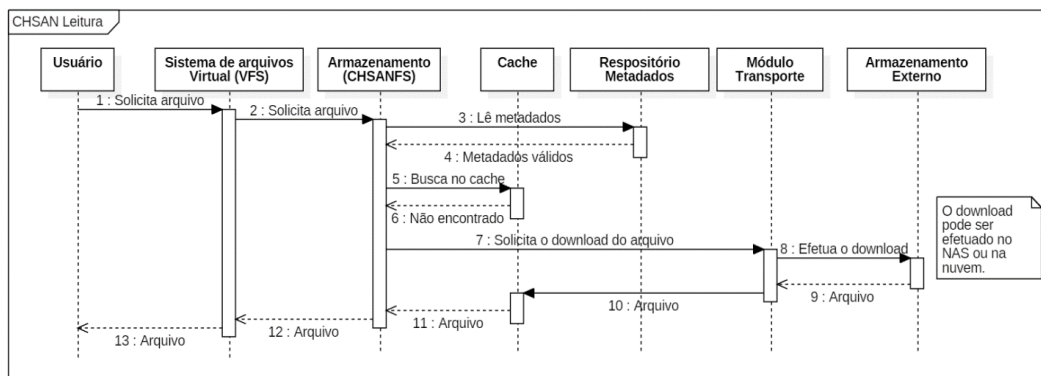 CHSAN Leitura
Usuário
Sistema de arquivos
Virtual (VFS)
Armazenamento
(CHSANFS)
Cache
Respositório
Metadados
Módulo
Transporte
Armazenamento
Externo
1 : Solicita arquivo
2 : Solicita arquivo
3 : Lê metadados
4 : Metadados válidos
5 : Busca no cache
6 : Não encontrado
7 : Solicita o download do arquivo
8 : Efetua o download
O download
pode ser
efetuado no
NAS ou na
nuvem.
9 : Arquivo
10 : Arquivo
11 : Arquivo
12 : Arquivo
13 : Arquivo